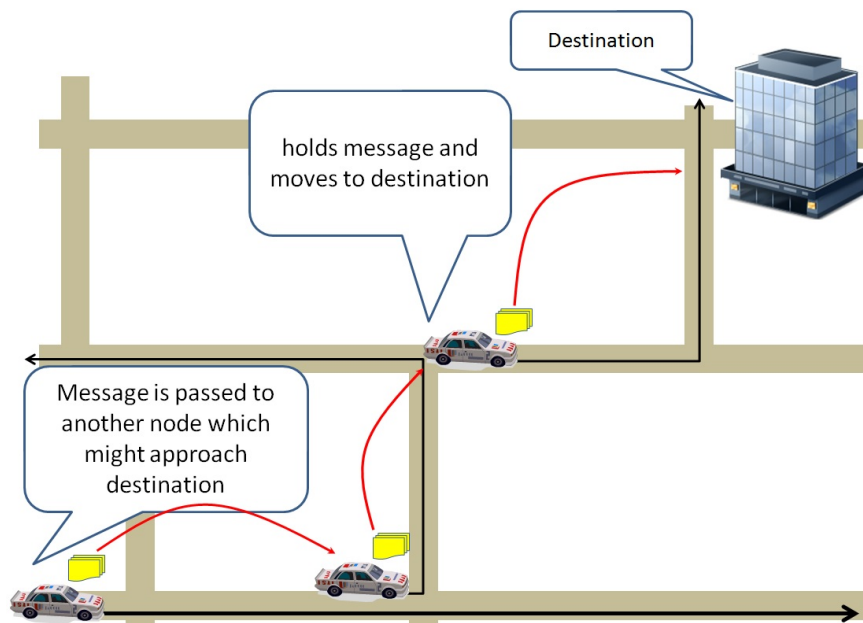 Destination
holds message and
moves to destination
Message is passed to
another node which
might approach
destination